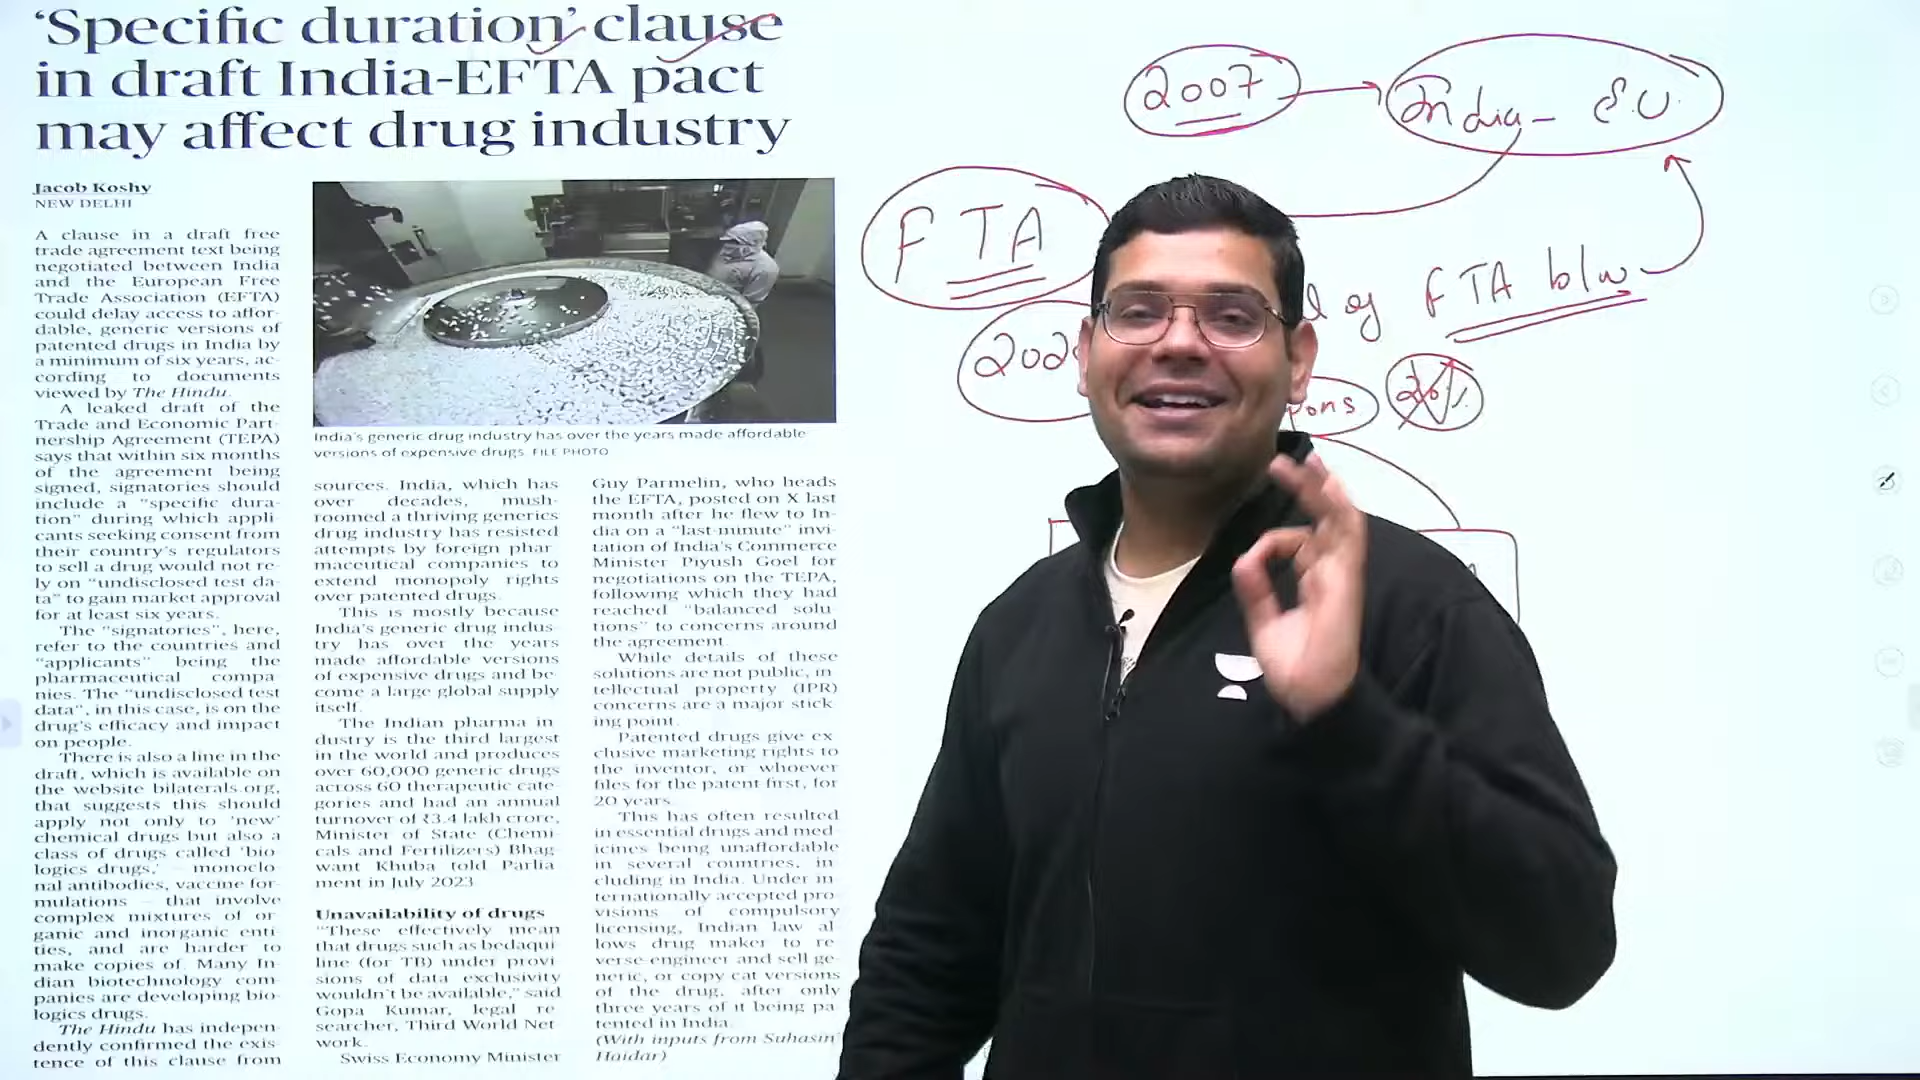 ‘Specific duration’ clause
in draft India-EFTA pact
may affect drug industry
Jacob Koshy
NEW DELHI
A clause in a draft free
trade agreement text being
negotiated between India
and the European Free
Trade Association (EFTA)
could delay access to affor-
dable, generic versions of
patented drugs in India by
a minimum of six years, ac-
cording to documents
viewed by The Hindu.
A leaked draft of the
Trade and Economic Part-
nership Agreement (TEPA)
says that within six months
of the agreement being
signed, signatories should
include a “specific dura-
tion” during which appli-
cants seeking consent from
their country’s regulators
to sell a drug would not re-
ly on “undisclosed test da-
ta” to gain market approval
for at least six years.
The “signatories”, here,
refer to the countries and
“applicants” being the
pharmaceutical compa-
nies. The “undisclosed test
data”, in this case, is on the
drug’s efficacy and impact
on people.
There is also a line in the
draft, which is available on
the website bilaterals.org,
that suggests this should
apply not only to ‘new’
chemical drugs but also a
class of drugs called ‘bio-
logics drugs,’ — monoclo-
nal antibodies, vaccine for-
mulations — that involve
complex mixtures of or-
ganic and inorganic enti-
ties, and are harder to
make copies of. Many In-
dian biotechnology com-
panies are developing bio-
logics drugs.
The Hindu has indepen-
dently confirmed the exis-
tence of this clause from
India’s generic drug industry has over the years made affordable
versions of expensive drugs. FILE PHOTO
sources. India, which has
over decades, mush-
roomed a thriving generics
drug industry has resisted
attempts by foreign phar-
maceutical companies to
extend monopoly rights
over patented drugs.
This is mostly because
India’s generic drug indus-
try has over the years
made affordable versions
of expensive drugs and be-
come a large global supply
itself.
The Indian pharma in-
dustry is the third largest
in the world and produces
over 60,000 generic drugs
across 60 therapeutic cate-
gories and had an annual
turnover of ₹3.4 lakh crore,
Minister of State (Chemi-
cals and Fertilizers) Bhag-
want Khuba told Parlia-
ment in July 2023
Unavailability of drugs
“These effectively mean
that drugs such as bedaqui-
line (for TB) under provi-
sions of data exclusivity
wouldn’t be available,” said
Gopa Kumar, legal re-
searcher, Third World Net-
work.
Swiss Economy Minister
Guy Parmelin, who heads
the EFTA, posted on X last
month after he flew to In-
dia on a “last-minute” invi-
tation of India’s Commerce
Minister Piyush Goel for
negotiations on the TEPA,
following which they had
reached “balanced solu-
tions” to concerns around
the agreement.
While details of these
solutions are not public, in-
tellectual property (IPR)
concerns are a major stick-
ing point.
Patented drugs give ex-
clusive marketing rights to
the inventor, or whoever
files for the patent first, for
20 years.
This has often resulted
in essential drugs and med-
icines being unaffordable
in several countries, in-
cluding in India. Under in-
ternationally accepted pro-
visions of compulsory
licensing, Indian law al-
lows drug maker to re-
verse-engineer and sell ge-
neric, or copy cat versions
of the drug, after only
three years of it being pa-
tented in India.
(With inputs from Suhasini
Haidar)
2007
India - E.U.
FTA
of FTA b/w